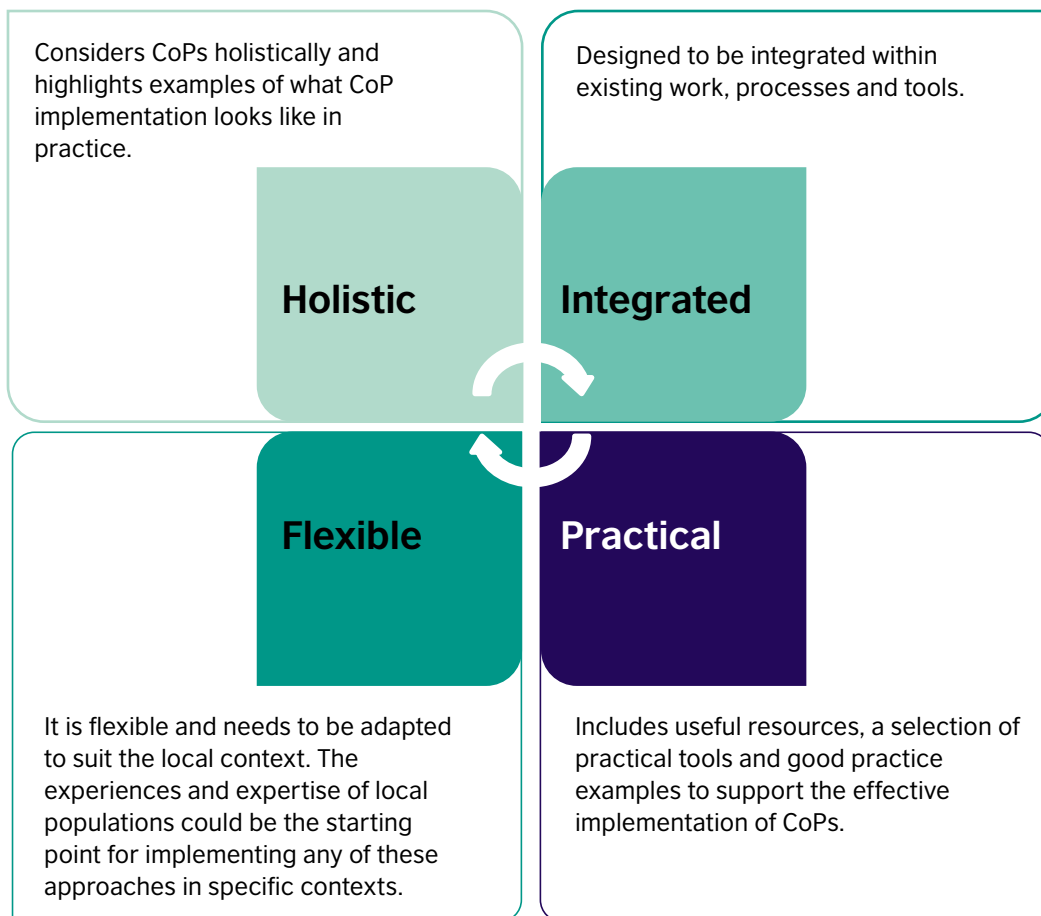 Considers CoPs holistically and
highlights examples of what CoP
implementation looks like in
practice.
Designed to be integrated within
existing work, processes and tools.
Holistic
Integrated
Flexible
Practical
It is flexible and needs to be adapted
to suit the local context. The
experiences and expertise of local
populations could be the starting
point for implementing any of these
approaches in specific contexts.
Includes useful resources, a selection of
practical tools and good practice
examples to support the effective
implementation of CoPs.